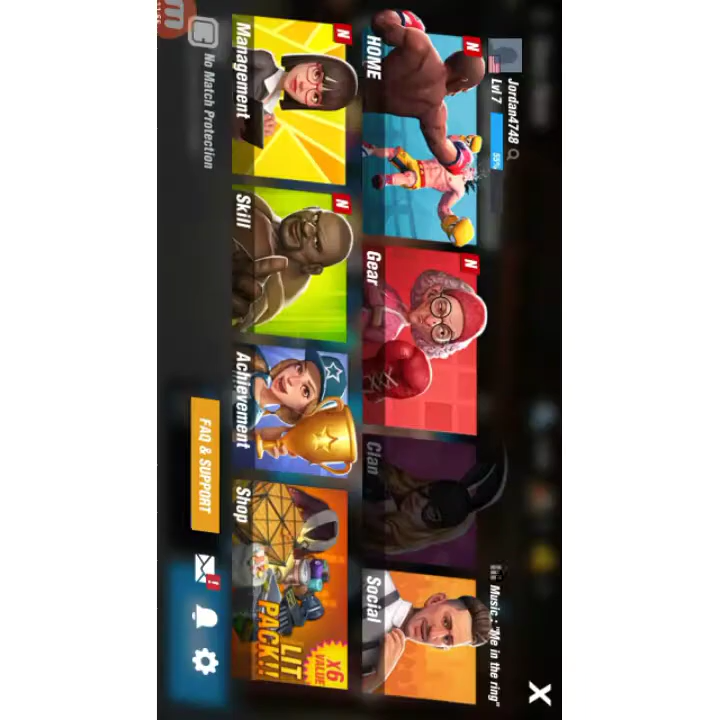 Jordan4748
Lvl 7
55%
Music : "Me in the ring"
X
N
HOME
N
Gear
Clan
Social
N
Management
N
Skill
Achievement
Shop
X6
VALUE
LIT
PACK!!
No Match Protection
FAQ & SUPPORT
!